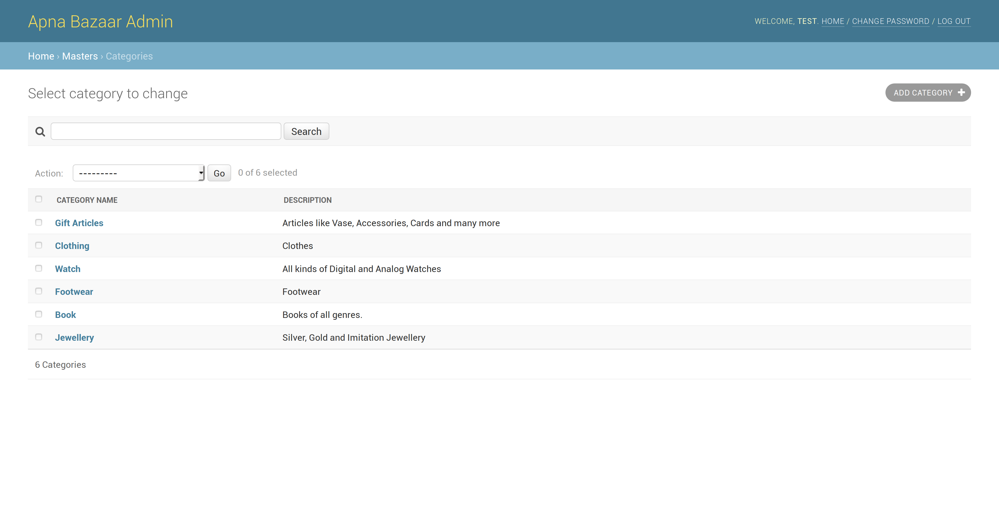 Apna Bazaar Admin
WELCOME, TEST. HOME / CHANGE PASSWORD / LOG OUT
Home › Masters › Categories
Select category to change
ADD CATEGORY
Search
Action: --------- Go 0 of 6 selected
CATEGORY NAME DESCRIPTION
Gift Articles Articles like Vase, Accessories, Cards and many more
Clothing Clothes
Watch All kinds of Digital and Analog Watches
Footwear Footwear
Book Books of all genres.
Jewellery Silver, Gold and Imitation Jewellery
6 Categories